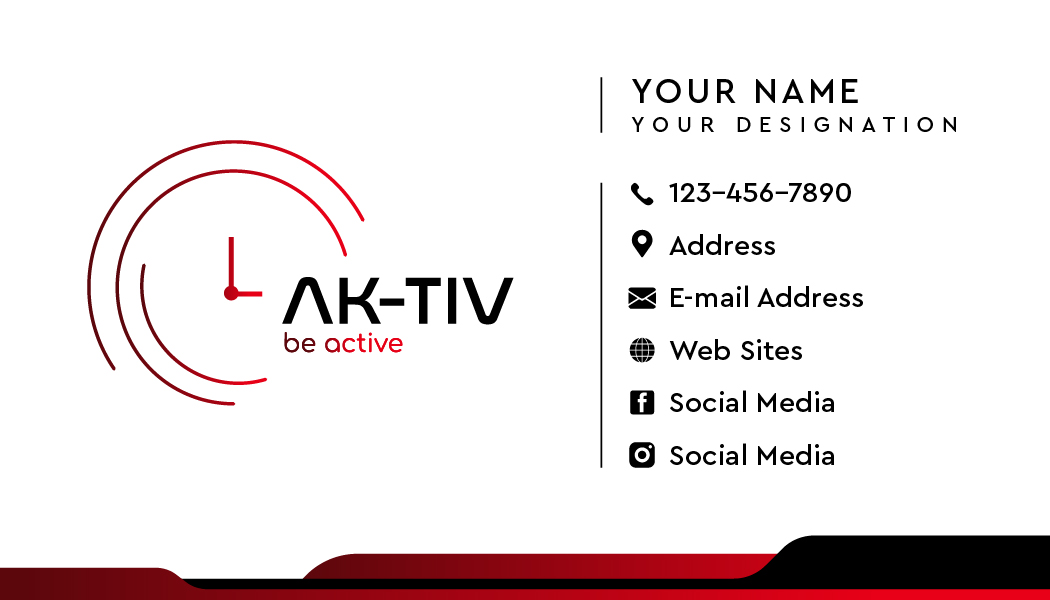 AK-TIV
be active
YOUR NAME
YOUR DESIGNATION
123-456-7890
Address
E-mail Address
Web Sites
Social Media
Social Media